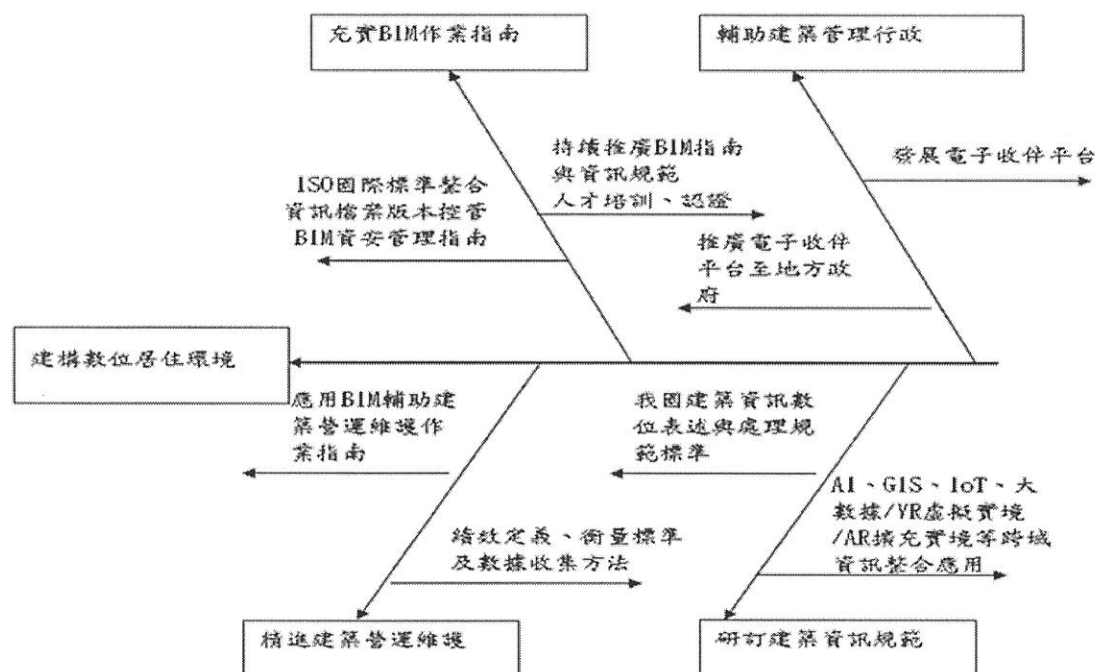 充實BIM作業指南
輔助建築管理行政
持續推廣BIM指南
與資訊規範
人才培訓、認證
發展電子收件平台
ISO國際標準整合
資訊檔案版本控管
BIM資安管理指南
推廣電子收件
平台至地方政
府
建構數位居住環境
應用BIM輔助建
築營運維護作
業指南
我國建築資訊數
位表述與處理規
範標準
AI、GIS、IoT、大
數據/VR虛擬實境
/AR擴充實境等跨域
資訊整合應用
績效定義、衡量標準
及數據收集方法
精進建築營運維護
研訂建築資訊規範